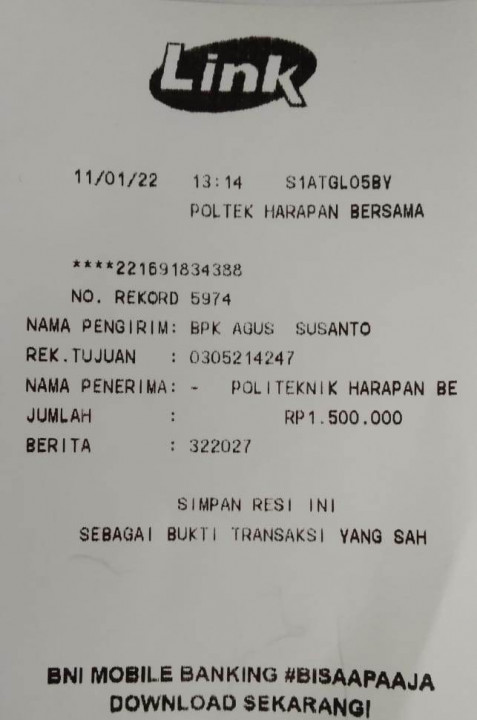 Link
11/01/22 13:14 S1ATGL05BY
POLTEK HARAPAN BERSAMA
****221691834388
NO. REKORD 5974
NAMA PENGIRIM: BPK AGUS SUSANTO
REK.TUJUAN : 0305214247
NAMA PENERIMA: - POLITEKNIK HARAPAN BE
JUMLAH : RP1.500.000
BERITA : 322027
SIMPAN RESI INI
SEBAGAI BUKTI TRANSAKSI YANG SAH
BNI MOBILE BANKING #BISAAPAAJA
DOWNLOAD SEKARANG!